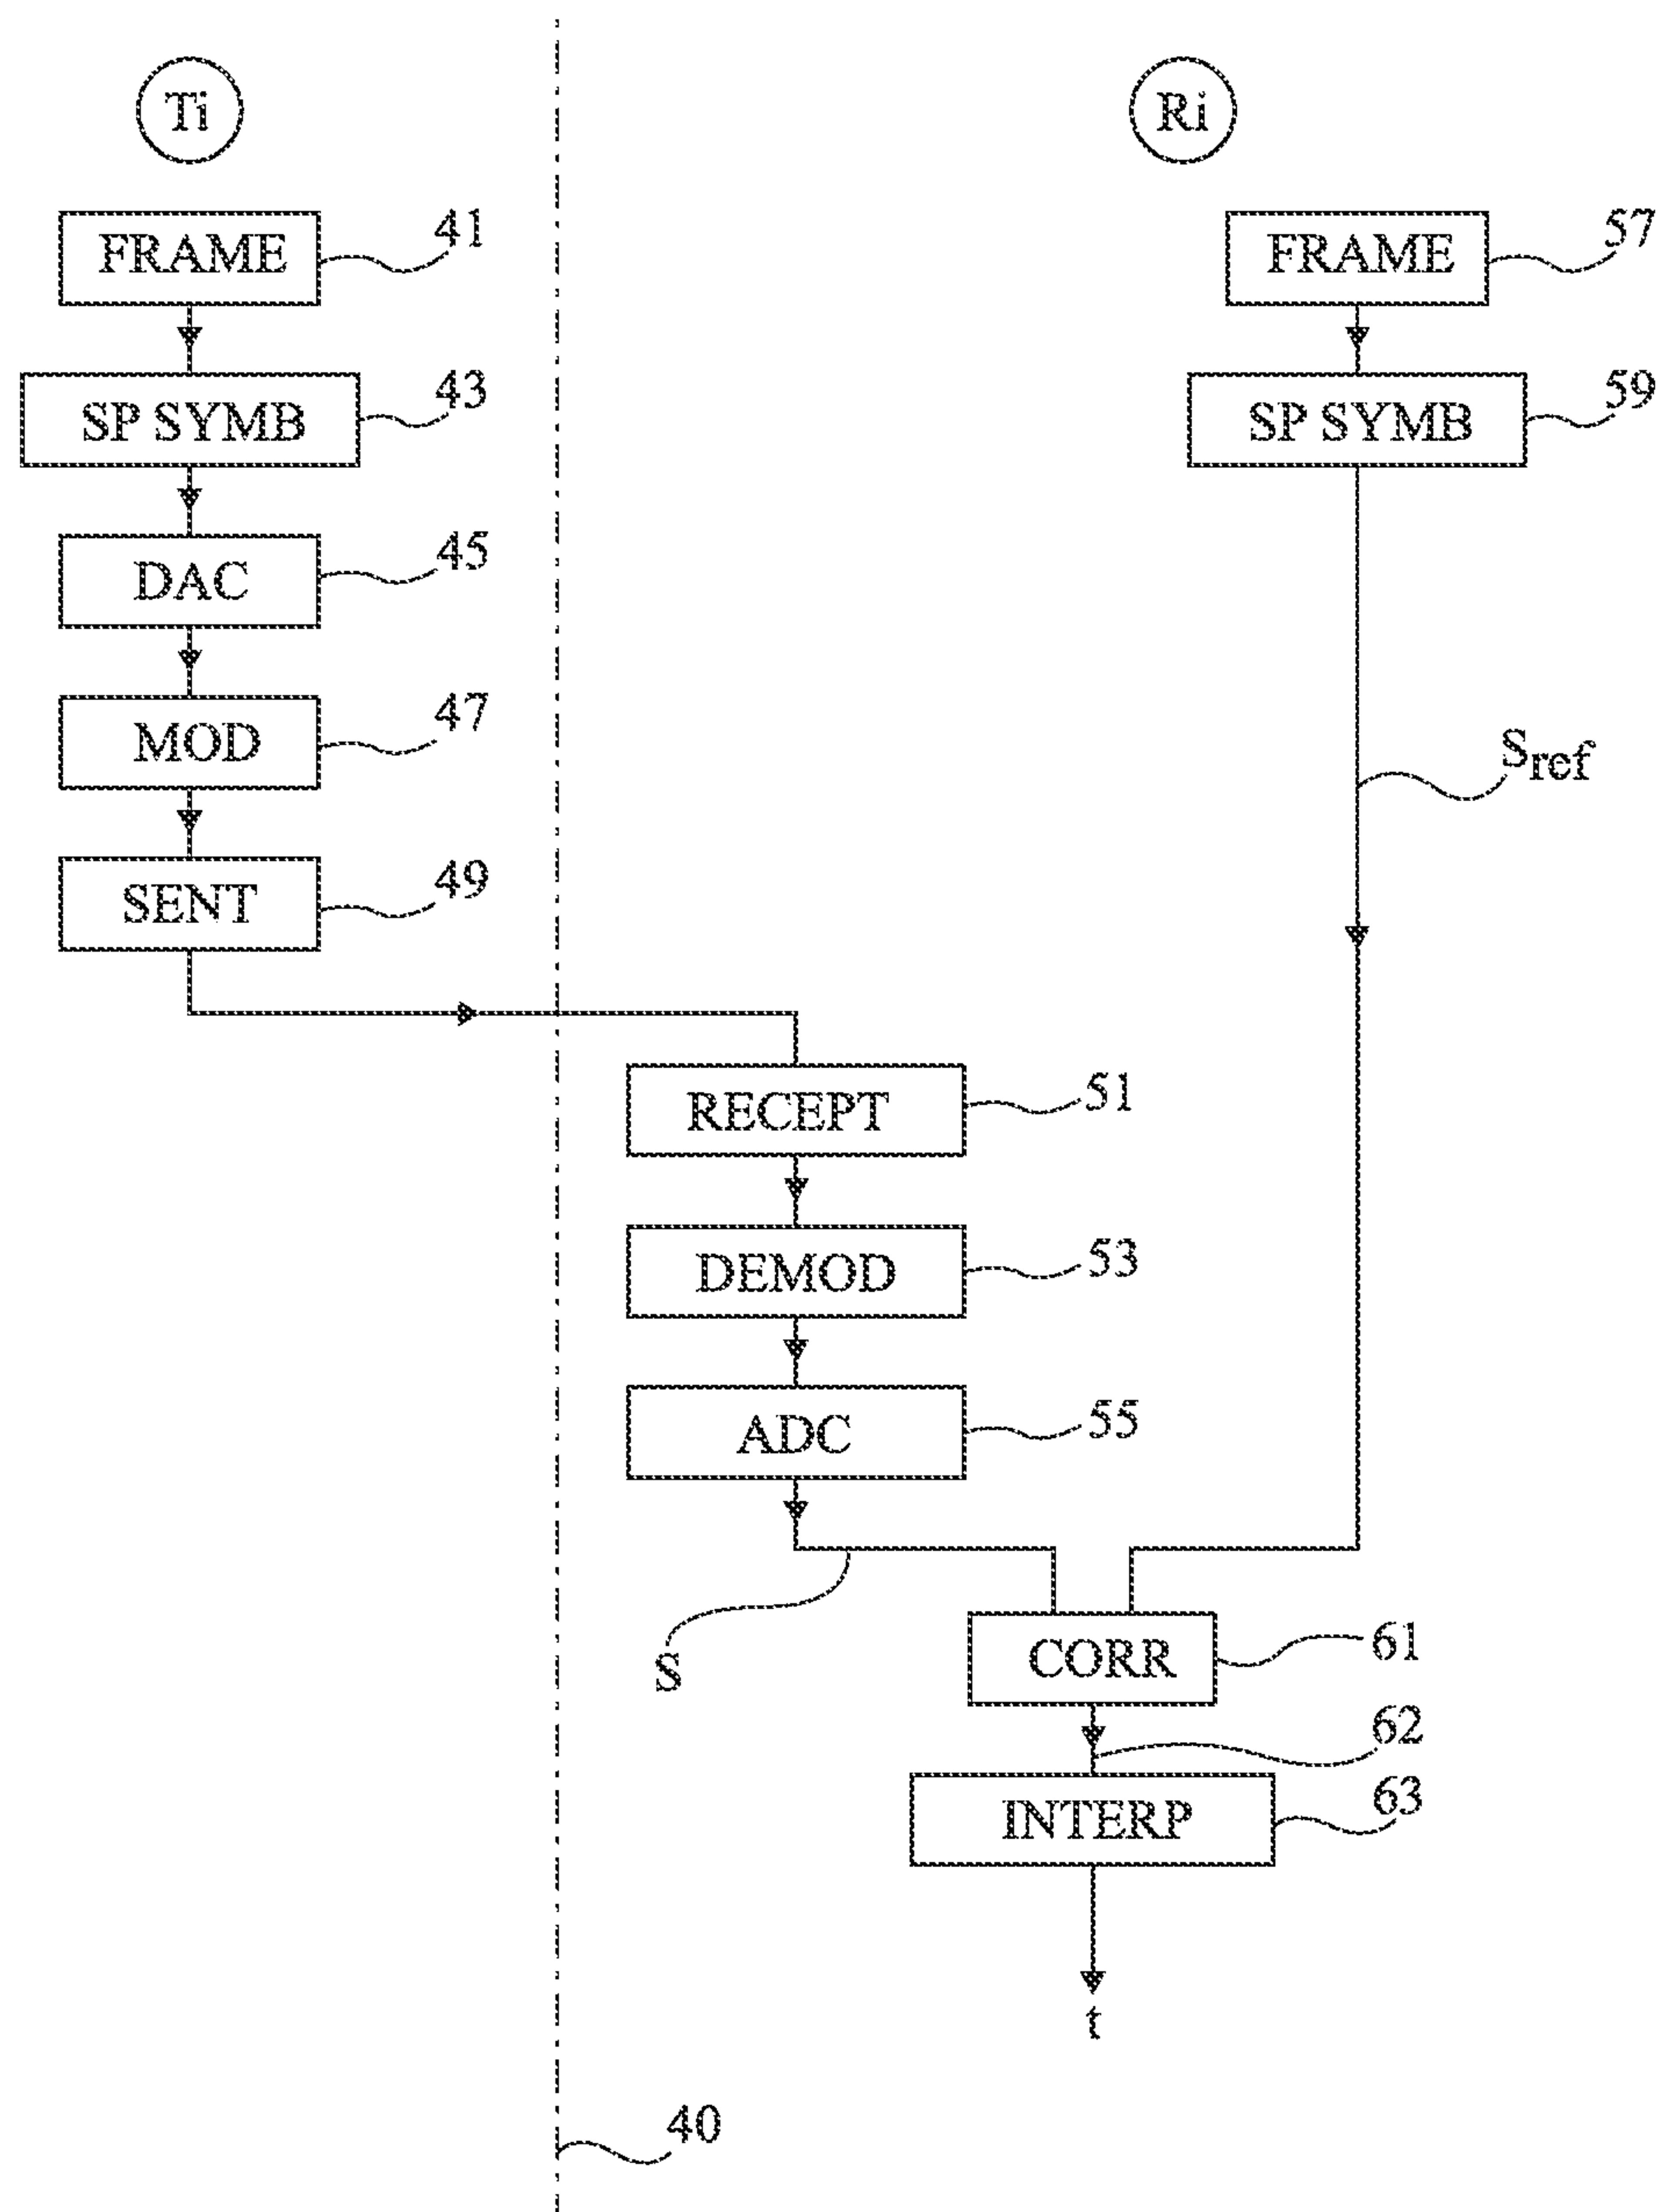 Ti
Ri
FRAME 41
FRAME 57
SP SYMB 43
SP SYMB 59
DAC 45
MOD 47
Sref
SENT 49
RECEPT 51
DEMOD 53
ADC 55
S
CORR 61
62
INTERP 63
t
40